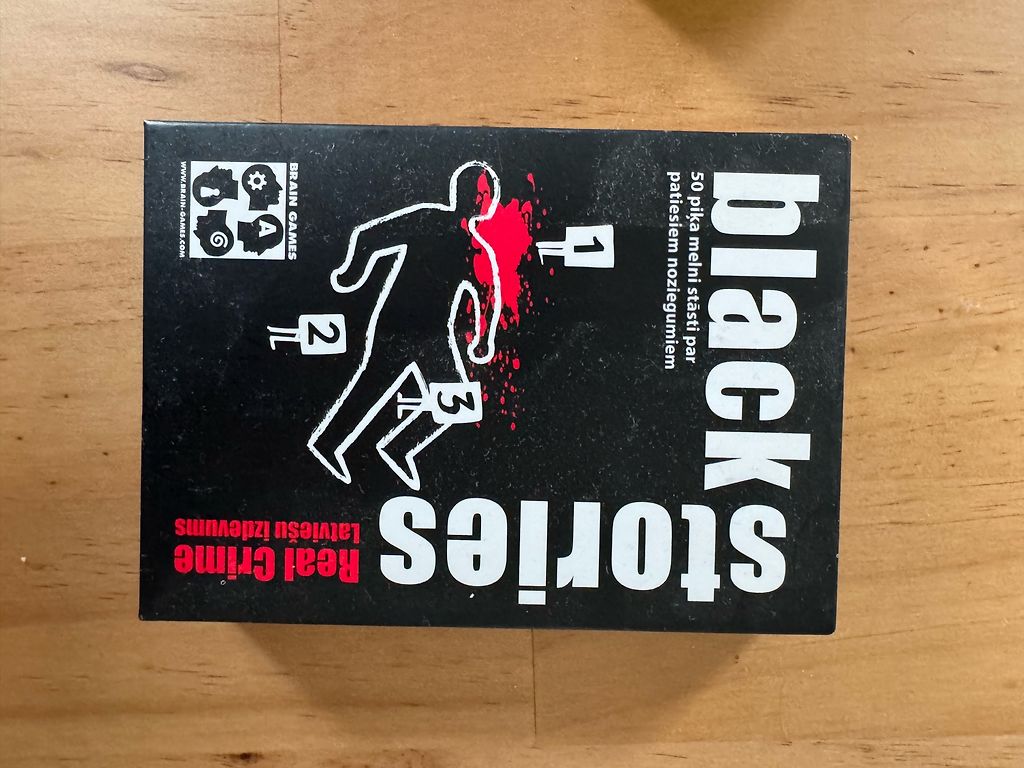 black
stories
50 pika melni stāsti par
patiesiem noziegumiem
1
2
3
Real Crime
Latviešu izdevums
BRAIN GAMES
A
WWW.BRAIN-GAMES.COM